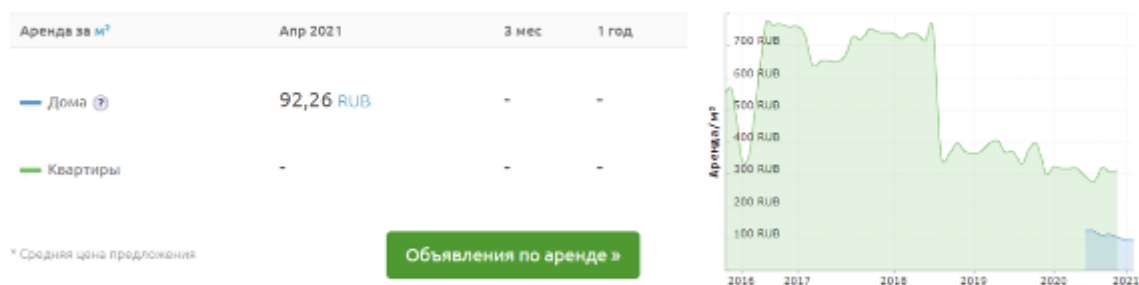 Аренда за м² Апр 2021 3 мес 1 год
Дома ? 92,26 RUB - -
Квартиры - - -
* Средняя цена предложения
Объявления по аренде »
Аренда/м²
700 RUB
600 RUB
500 RUB
400 RUB
300 RUB
200 RUB
100 RUB
2016 2017 2018 2019 2020 2021